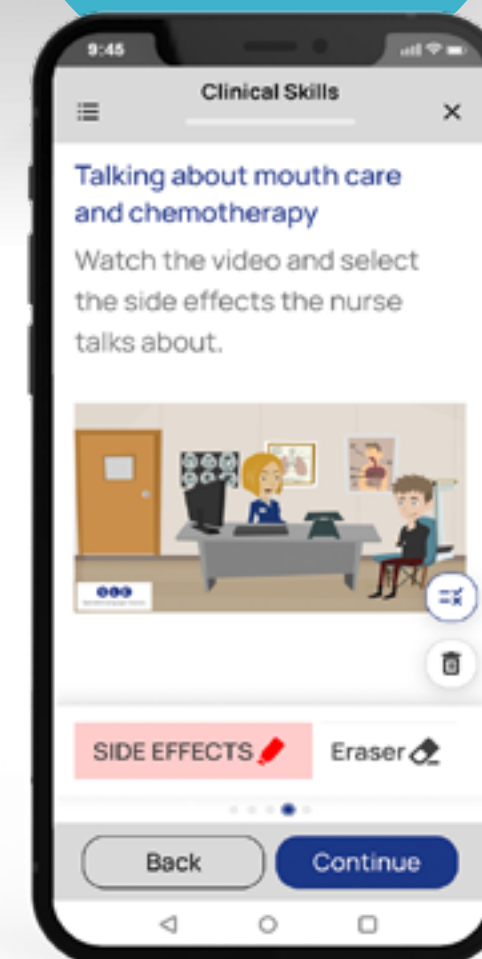 9:45
Clinical Skills
Talking about mouth care
and chemotherapy
Watch the video and select
the side effects the nurse
talks about.
SIDE EFFECTS
Eraser
Back
Continue